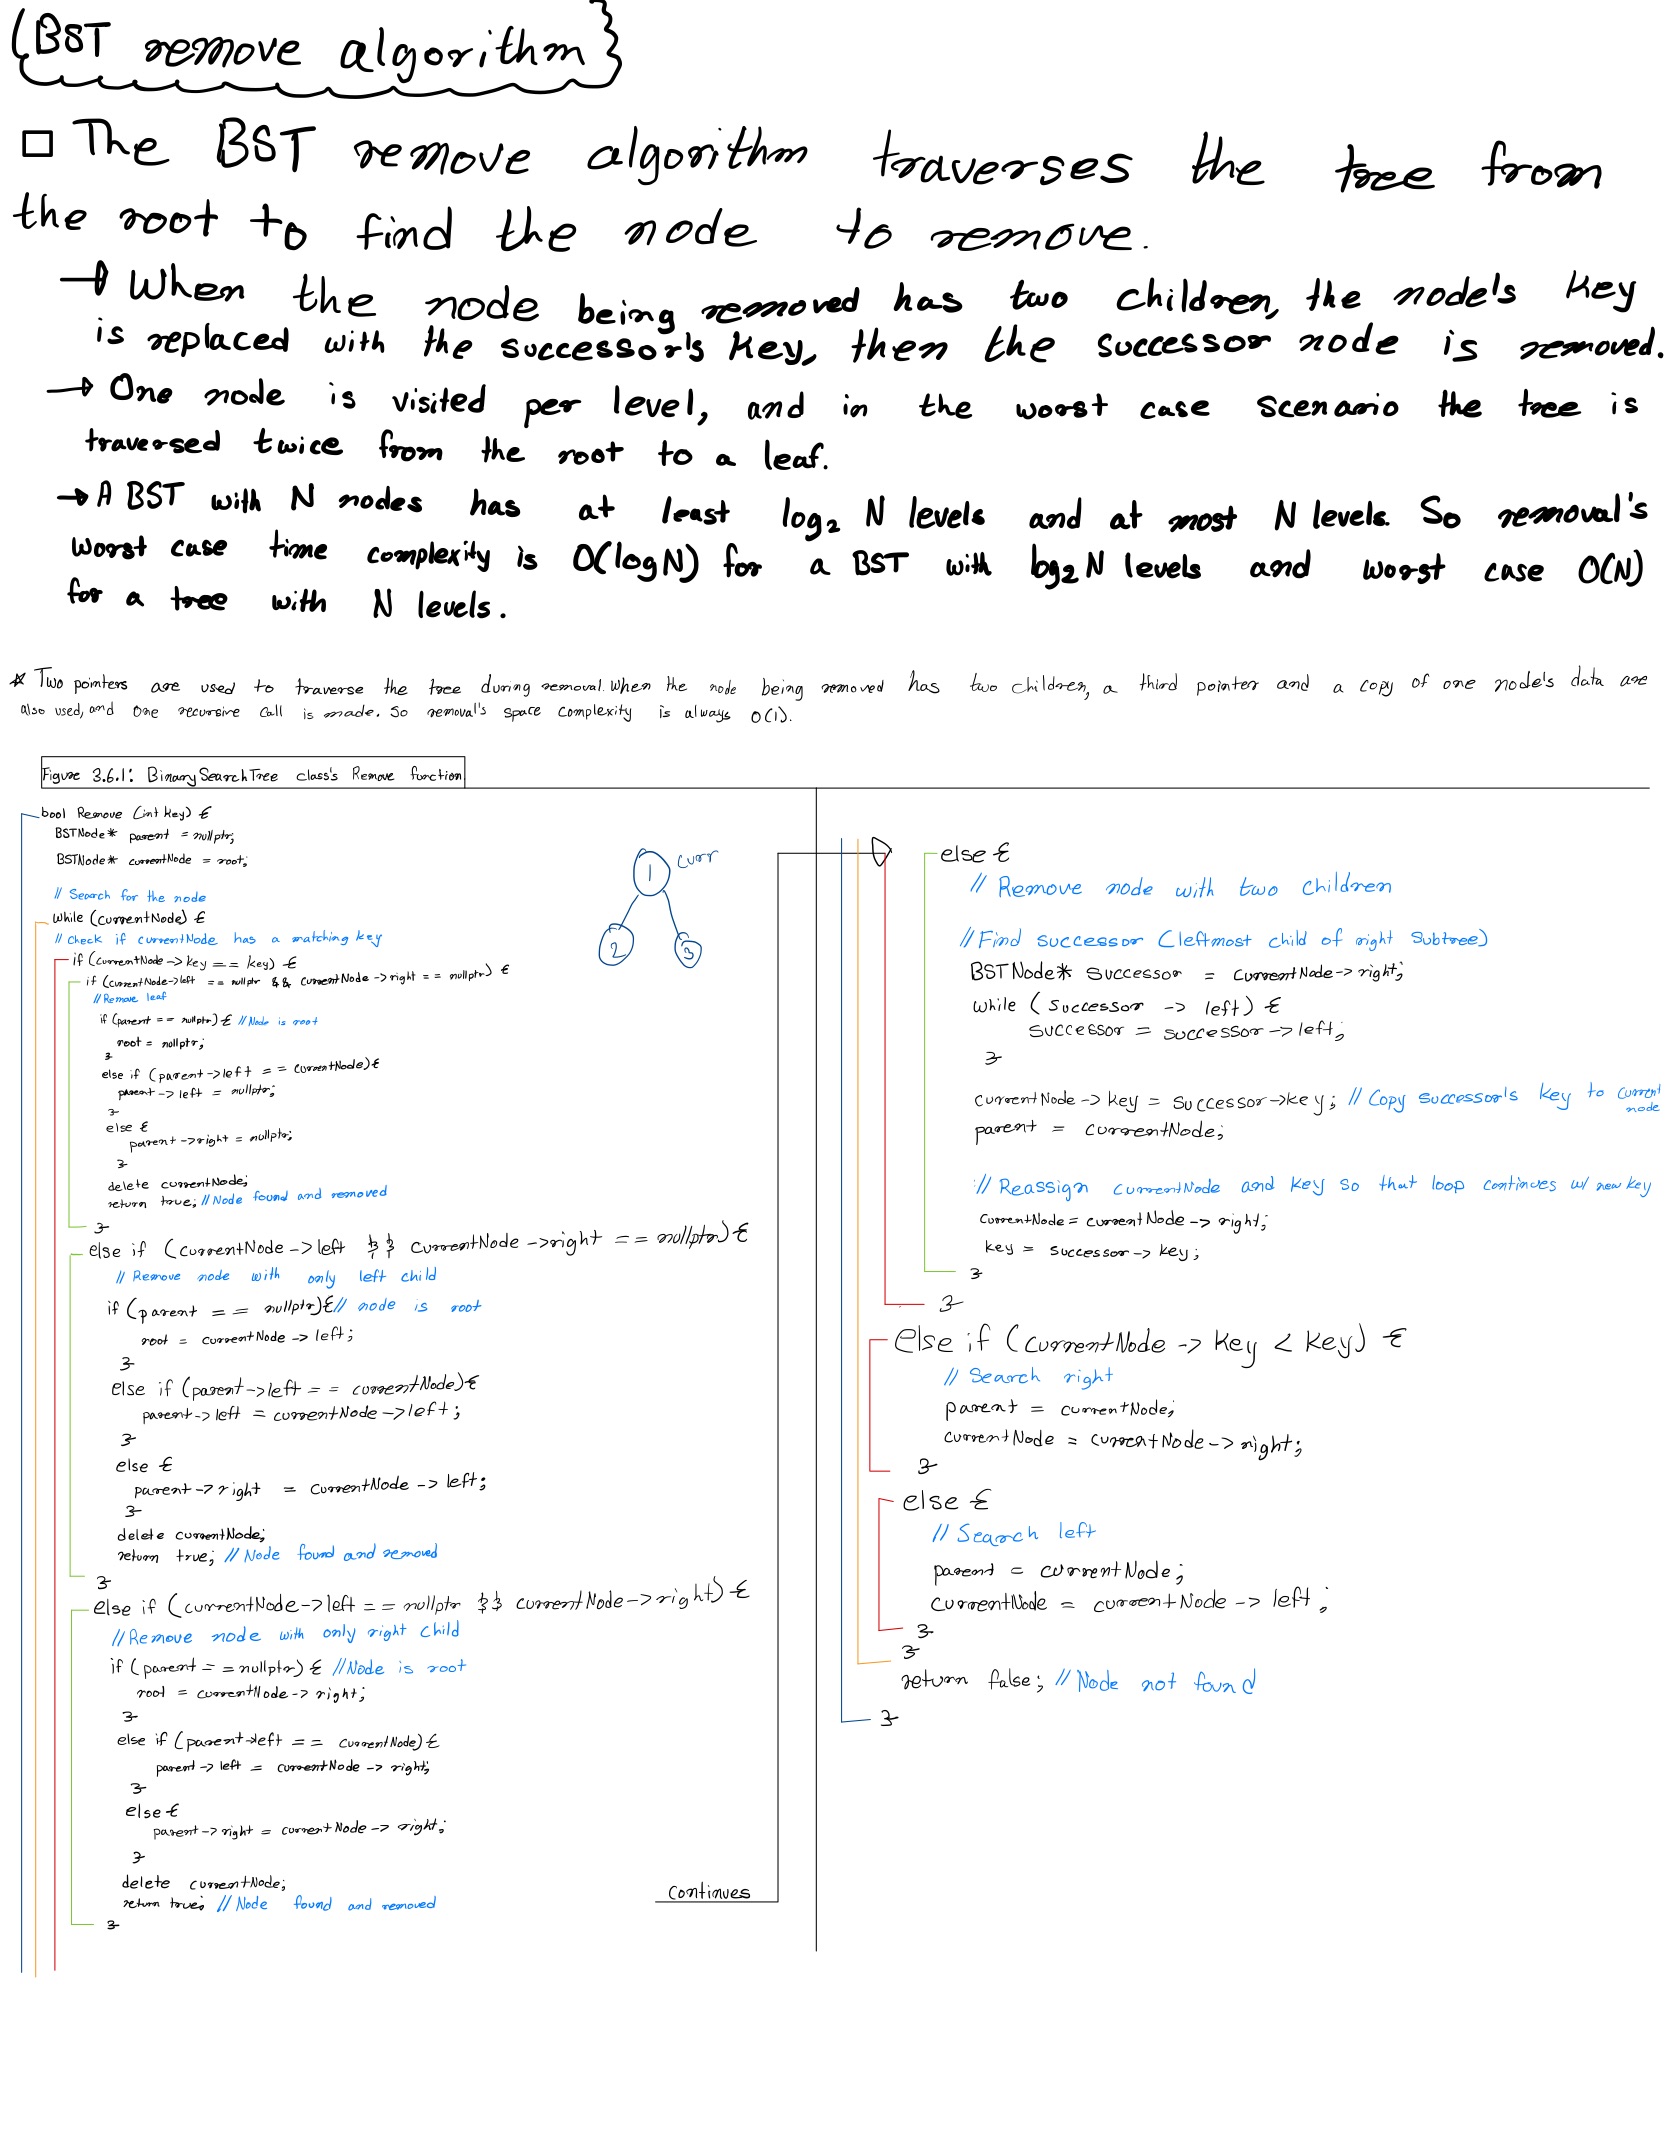 {BST remove algorithm}
□ The BST remove algorithm traverses the tree from
the root to find the node to remove.
→ When the node being removed has two children, the node's key
is replaced with the successor's key, then the successor node is removed.
→ One node is visited per level, and in the worst case scenario the tree is
traversed twice from the root to a leaf.
→ A BST with N nodes has at least log₂ N levels and at most N levels. So removal's
worst case time complexity is O(logN) for a BST with log₂ N levels and worst case O(N)
for a tree with N levels.
* Two pointers are used to traverse the tree during removal. When the node being removed has two children, a third pointer and a copy of one node's data are
also used, and one recursive call is made. So removal's space complexity is always O(1).
Figure 3.6.1: BinarySearchTree class's Remove function
bool Remove (int key) {
BSTNode* parent = nullptr;
BSTNode* currentNode = root;
// Search for the node
while (currentNode) {
// Check if currentNode has a matching key
if (currentNode->key == key) {
if (currentNode->left == nullptr && currentNode->right == nullptr) {
// Remove leaf
if (parent == nullptr) { // Node is root
root = nullptr;
}
else if (parent->left == currentNode) {
parent->left = nullptr;
}
else {
parent->right = nullptr;
}
delete currentNode;
return true; // Node found and removed
}
else if (currentNode->left && currentNode->right == nullptr) {
// Remove node with only left child
if (parent == nullptr) { // node is root
root = currentNode->left;
}
else if (parent->left == currentNode) {
parent->left = currentNode->left;
}
else {
parent->right = currentNode->left;
}
delete currentNode;
return true; // Node found and removed
}
else if (currentNode->left == nullptr && currentNode->right) {
// Remove node with only right child
if (parent == nullptr) { // Node is root
root = currentNode->right;
}
else if (parent->left == currentNode) {
parent->left = currentNode->right;
}
else {
parent->right = currentNode->right;
}
delete currentNode;
return true; // Node found and removed
}
continues
1 curr
2 3
else {
// Remove node with two children
// Find successor (leftmost child of right subtree)
BSTNode* successor = currentNode->right;
while (successor->left) {
successor = successor->left;
}
currentNode->key = successor->key; // Copy successor's key to current
node
parent = currentNode;
// Reassign currentNode and key so that loop continues w/ new key
currentNode = currentNode->right;
key = successor->key;
}
}
else if (currentNode->key < key) {
// Search right
parent = currentNode;
currentNode = currentNode->right;
}
else {
// Search left
parent = currentNode;
currentNode = currentNode->left;
}
}
return false; // Node not found
}